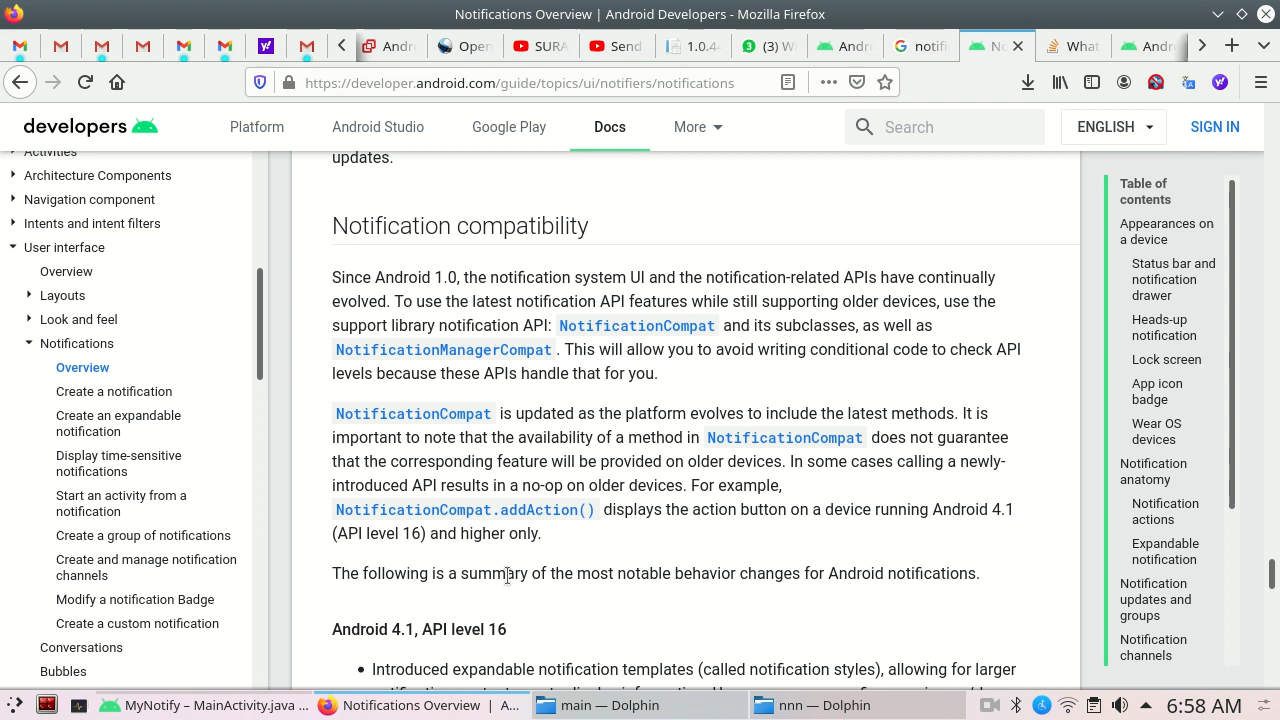 Notifications Overview | Android Developers - Mozilla Firefox
Andr
Open
SURA
Send
1.0.4
(3) W
Andr
notifi
No
What
Andr
https://developer.android.com/guide/topics/ui/notifiers/notifications
developers
Platform
Android Studio
Google Play
Docs
More
Search
ENGLISH
SIGN IN
Activities
Architecture Components
Navigation component
Intents and intent filters
User interface
Overview
Layouts
Look and feel
Notifications
Overview
Create a notification
Create an expandable
notification
Display time-sensitive
notifications
Start an activity from a
notification
Create a group of notifications
Create and manage notification
channels
Modify a notification Badge
Create a custom notification
Conversations
Bubbles
updates.
Notification compatibility
Since Android 1.0, the notification system UI and the notification-related APIs have continually
evolved. To use the latest notification API features while still supporting older devices, use the
support library notification API: NotificationCompat and its subclasses, as well as
NotificationManagerCompat. This will allow you to avoid writing conditional code to check API
levels because these APIs handle that for you.
NotificationCompat is updated as the platform evolves to include the latest methods. It is
important to note that the availability of a method in NotificationCompat does not guarantee
that the corresponding feature will be provided on older devices. In some cases calling a newly-
introduced API results in a no-op on older devices. For example,
NotificationCompat.addAction() displays the action button on a device running Android 4.1
(API level 16) and higher only.
The following is a summary of the most notable behavior changes for Android notifications.
Android 4.1, API level 16
• Introduced expandable notification templates (called notification styles), allowing for larger
Table of
contents
Appearances on
a device
Status bar and
notification
drawer
Heads-up
notification
Lock screen
App icon
badge
Wear OS
devices
Notification
anatomy
Notification
actions
Expandable
notification
Notification
updates and
groups
Notification
channels
MyNotify – MainActivity.java ...
Notifications Overview | A...
main — Dolphin
nnn — Dolphin
6:58 AM